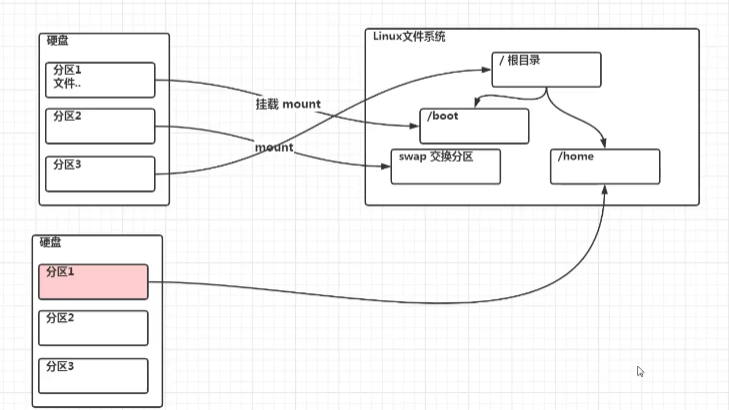 硬盘
分区1
文件..
分区2
分区3
挂载 mount
mount
Linux文件系统
/ 根目录
/boot
swap 交换分区
/home
硬盘
分区1
分区2
分区3